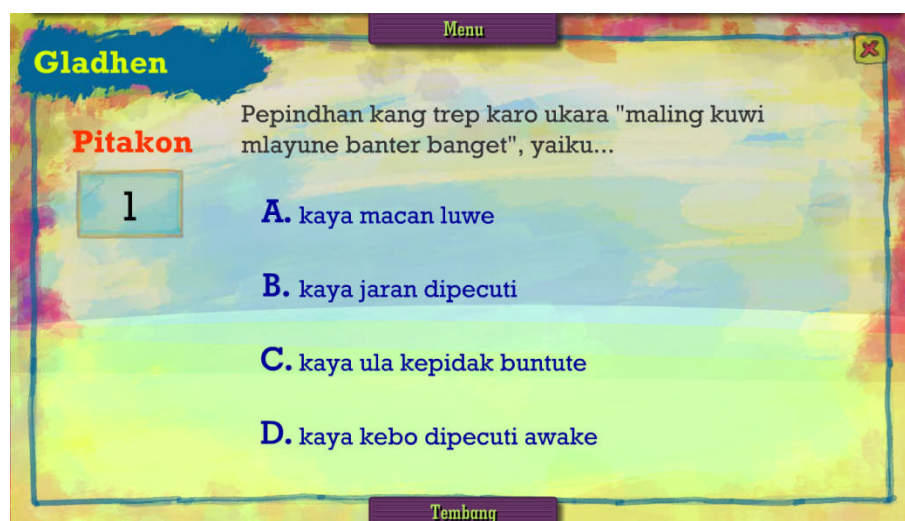 Menu
Gladhen
Pitakon
1
Pepindhan kang trep karo ukara "maling kuwi
mlayune banter banget", yaiku...
A. kaya macan luwe
B. kaya jaran dipecuti
C. kaya ula kepidak buntute
D. kaya kebo dipecuti awake
Tembang